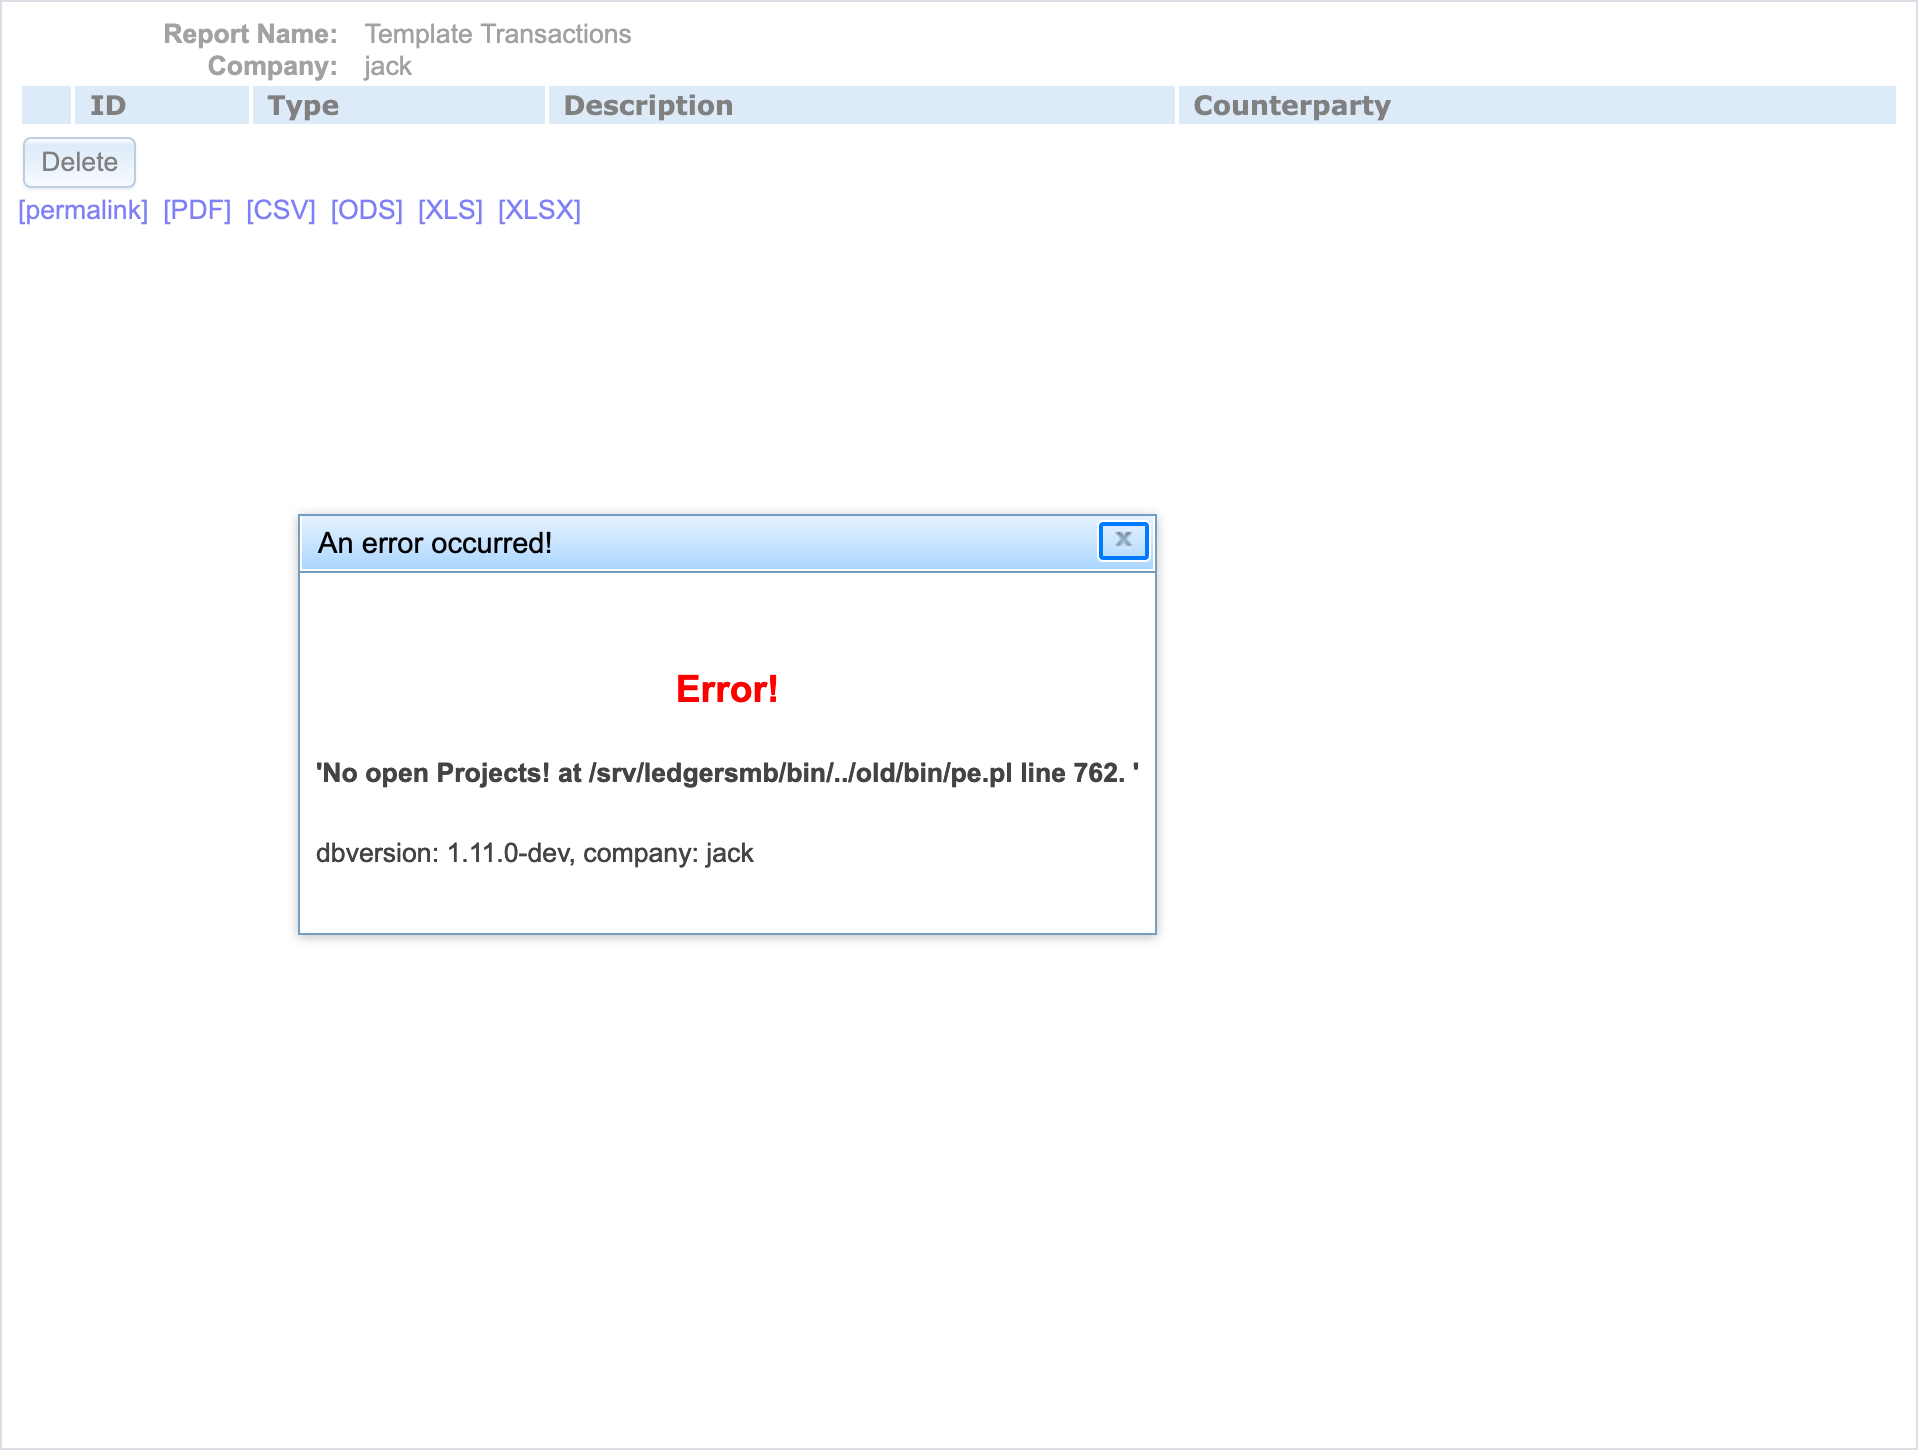 Report Name: Template Transactions
Company: jack
ID Type Description Counterparty
Delete
[permalink] [PDF] [CSV] [ODS] [XLS] [XLSX]
An error occurred! x
Error!
'No open Projects! at /srv/ledgersmb/bin/../old/bin/pe.pl line 762. '
dbversion: 1.11.0-dev, company: jack